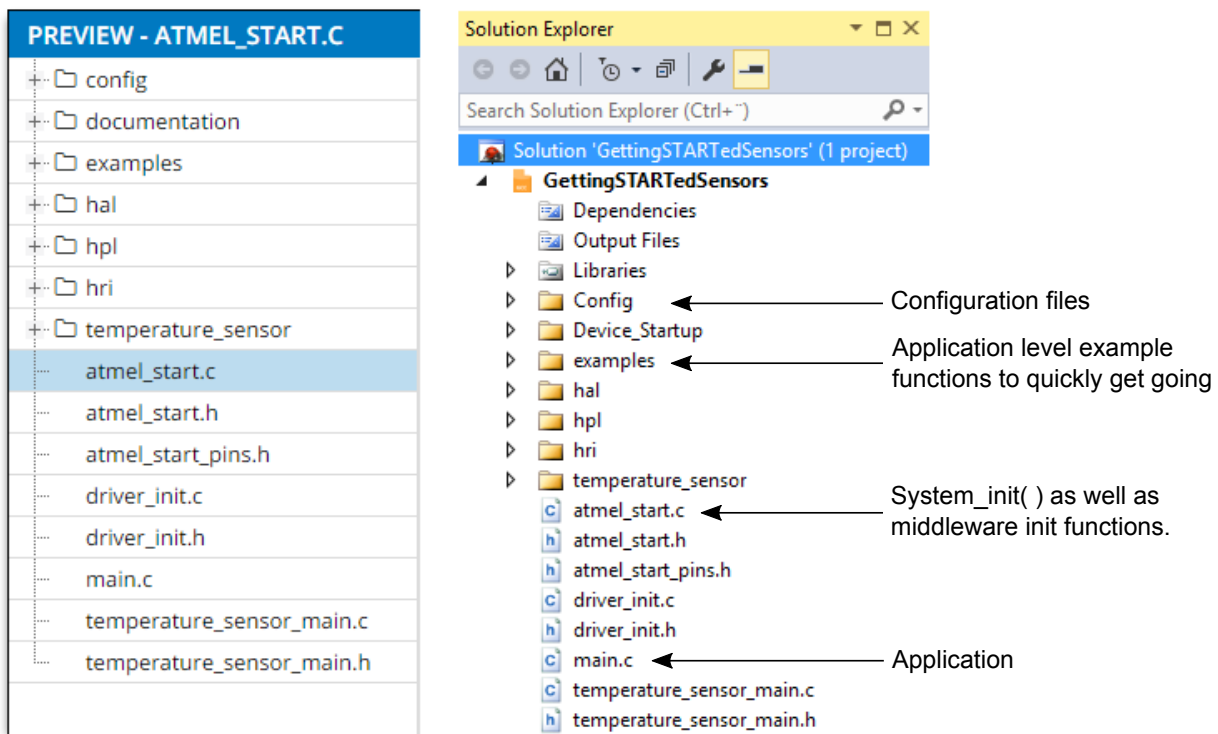 PREVIEW - ATMEL_START.C
config
documentation
examples
hal
hpl
hri
temperature_sensor
atmel_start.c
atmel_start.h
atmel_start_pins.h
driver_init.c
driver_init.h
main.c
temperature_sensor_main.c
temperature_sensor_main.h
Solution Explorer
Search Solution Explorer (Ctrl+¨)
Solution 'GettingSTARTedSensors' (1 project)
GettingSTARTedSensors
Dependencies
Output Files
Libraries
Config
Device_Startup
examples
hal
hpl
hri
temperature_sensor
atmel_start.c
atmel_start.h
atmel_start_pins.h
driver_init.c
driver_init.h
main.c
temperature_sensor_main.c
temperature_sensor_main.h
Configuration files
Application level example
functions to quickly get going
System_init( ) as well as
middleware init functions.
Application